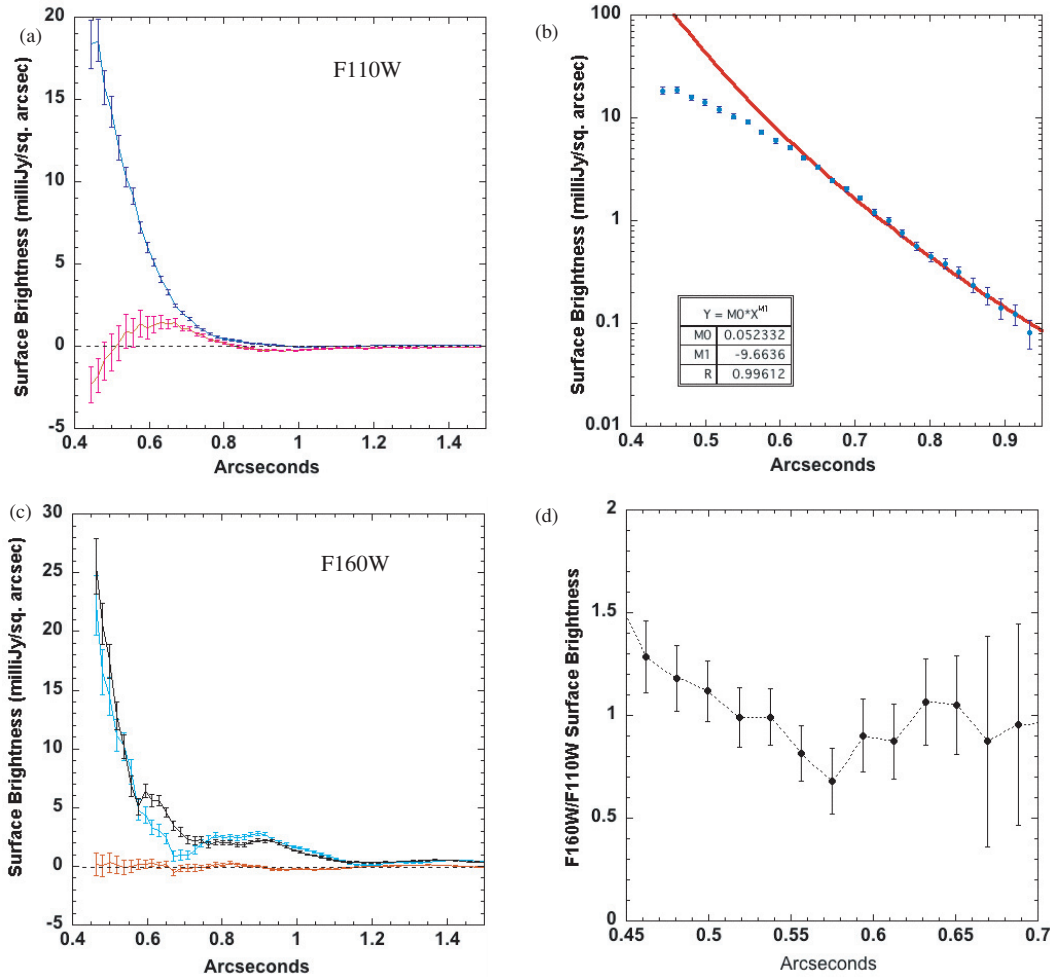 (a)
F110W
Surface Brightness (milliJy/sq. arcsec)
20
15
10
5
0
-5
0.4 0.6 0.8 1 1.2 1.4
Arcseconds
(b)
Surface Brightness (milliJy/sq. arcsec)
100
10
1
0.1
0.01
Y = M0*X^M1
M0 0.052332
M1 -9.6636
R 0.99612
0.4 0.5 0.6 0.7 0.8 0.9
Arcseconds
(c)
F160W
Surface Brightness (milliJy/sq. arcsec)
30
25
20
15
10
5
0
-5
0.4 0.6 0.8 1 1.2 1.4
Arcseconds
(d)
F160W/F110W Surface Brightness
2
1.5
1
0.5
0
0.45 0.5 0.55 0.6 0.65 0.7
Arcseconds